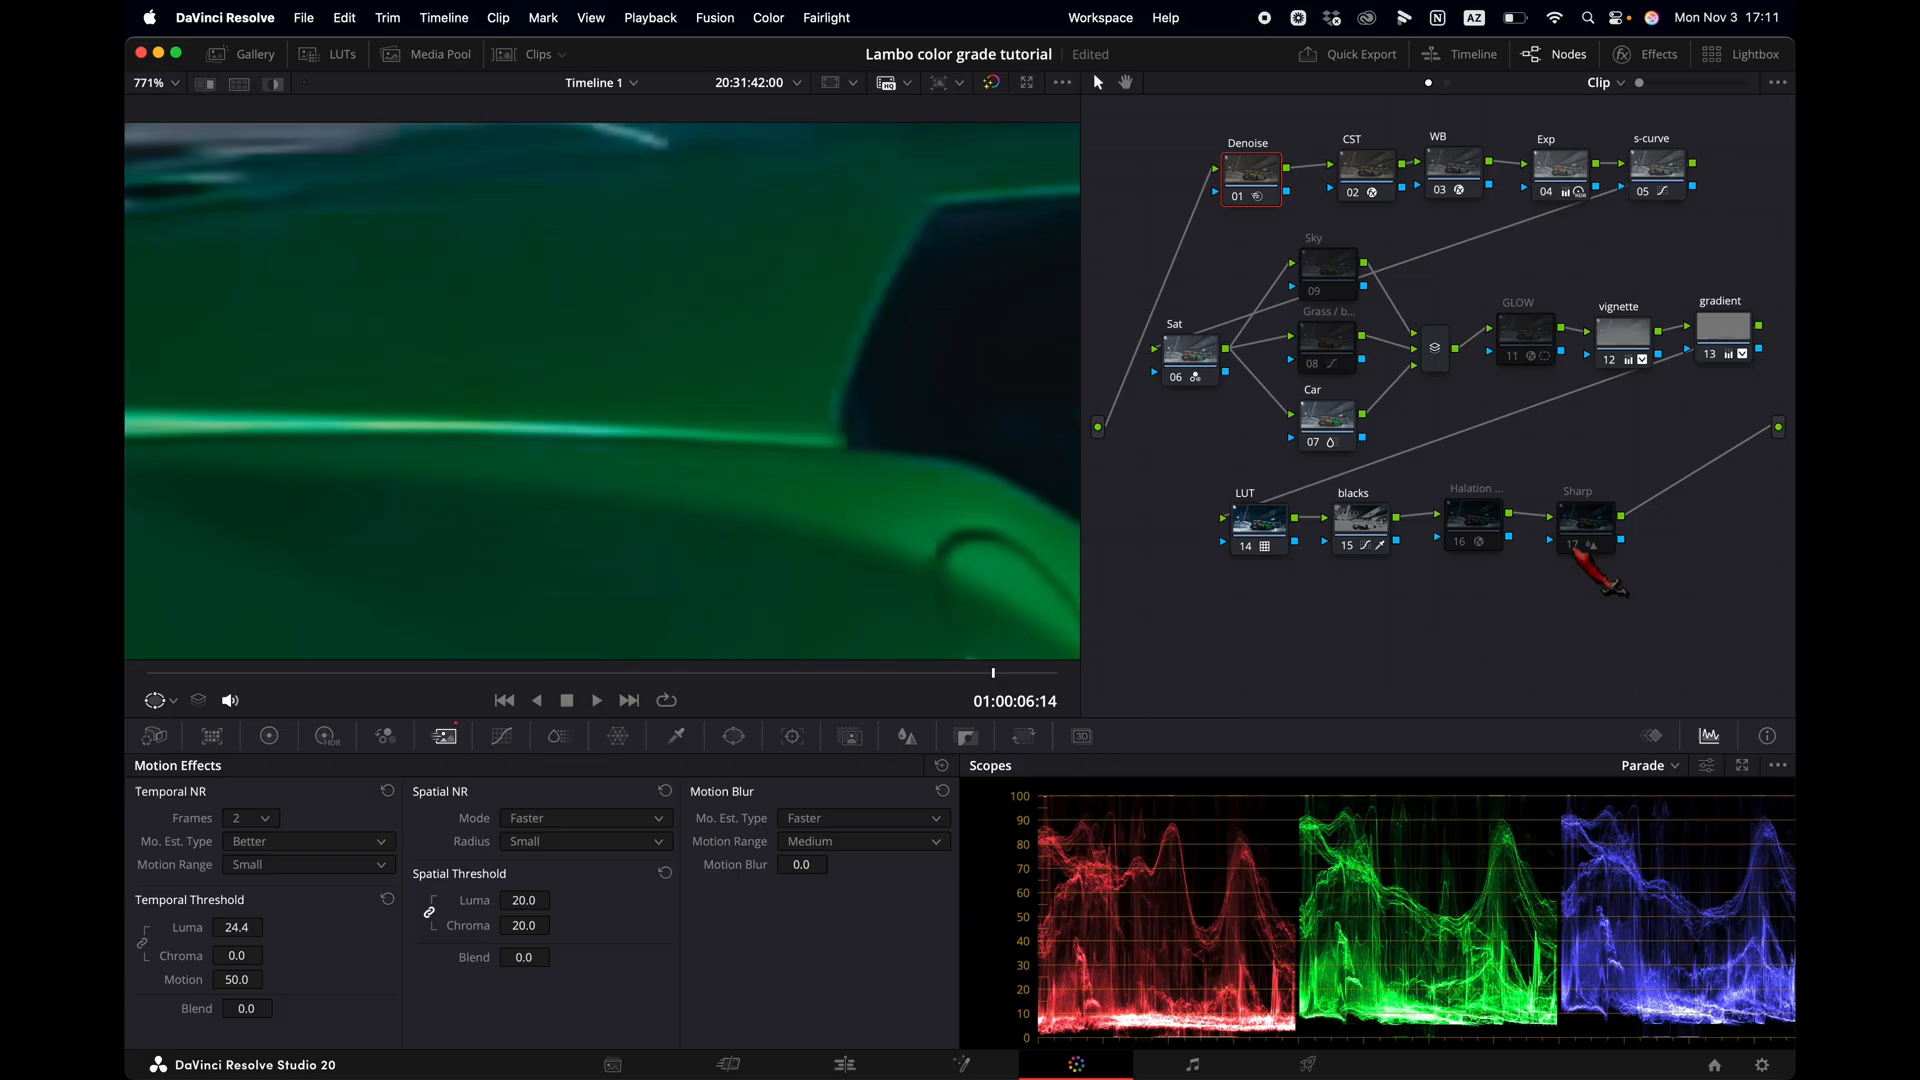 DaVinci Resolve File Edit Trim Timeline Clip Mark View Playback Fusion Color Fairlight Workspace Help AZ Mon Nov 3 17:11
Gallery LUTs Media Pool Clips Lambo color grade tutorial Edited Quick Export Timeline Nodes Effects Lightbox
771% Timeline 1 20:31:42:00 HQ Clip
Denoise CST WB Exp s-curve
01 02 03 04 HDR 05
Sky
09
Grass / b...
08
Sat
06
Car
07
GLOW vignette gradient
11 12 13
LUT blacks Halation ... Sharp
14 15 16 17
01:00:06:14
HDR 3D
Motion Effects
Scopes Parade
Temporal NR Spatial NR Motion Blur
Frames 2 Mode Faster Mo. Est. Type Faster
Mo. Est. Type Better Radius Small Motion Range Medium
Motion Range Small Motion Blur 0.0
Spatial Threshold
Temporal Threshold Luma 20.0
Luma 24.4 Chroma 20.0
Chroma 0.0 Blend 0.0
Motion 50.0
Blend 0.0
100
90
80
70
60
50
40
30
20
10
0
DaVinci Resolve Studio 20